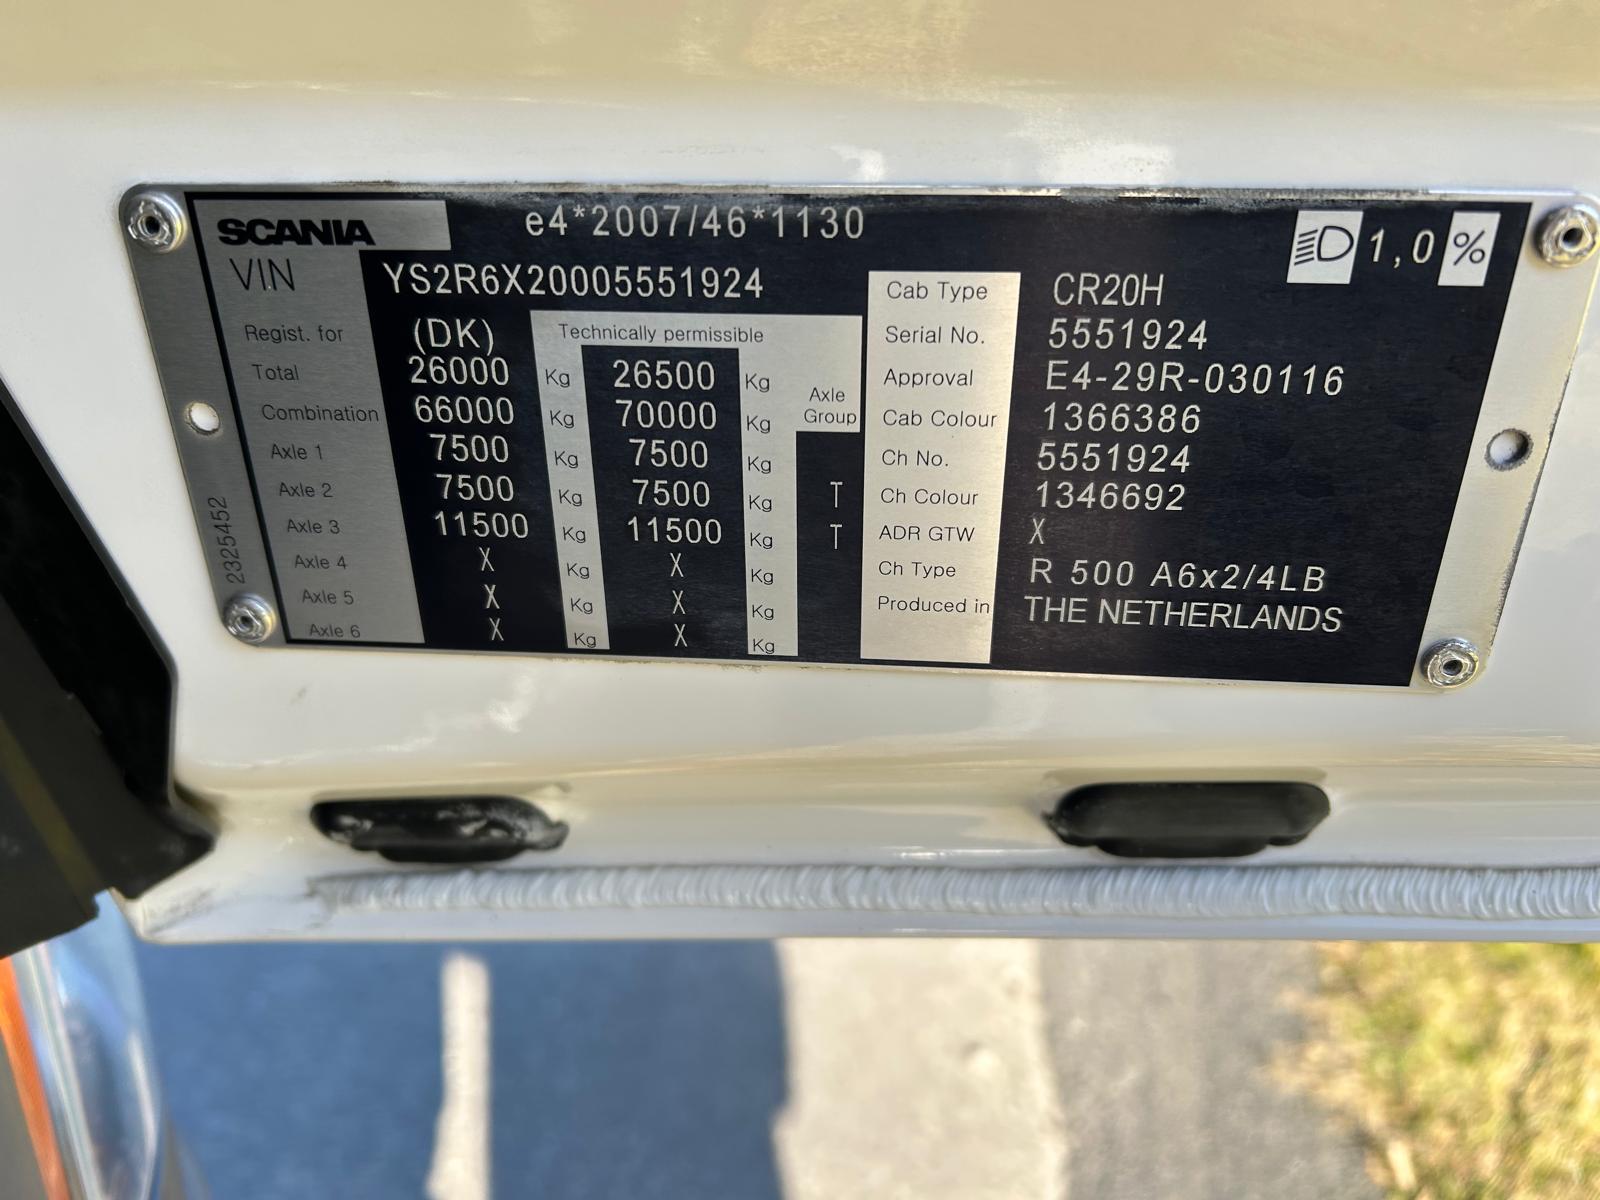 SCANIA e4*2007/46*1130 1,0 %
VIN YS2R6X20005551924
Regist. for (DK) Technically permissible
Total 26000 Kg 26500 Kg
Combination 66000 Kg 70000 Kg Axle Group
Axle 1 7500 Kg 7500 Kg
Axle 2 7500 Kg 7500 Kg T
Axle 3 11500 Kg 11500 Kg T
Axle 4 X Kg X Kg
Axle 5 X Kg X Kg
Axle 6 X Kg X Kg
Cab Type CR20H
Serial No. 5551924
Approval E4-29R-030116
Cab Colour 1366386
Ch No. 5551924
Ch Colour 1346692
ADR GTW X
Ch Type R 500 A6x2/4LB
Produced in THE NETHERLANDS
2325452